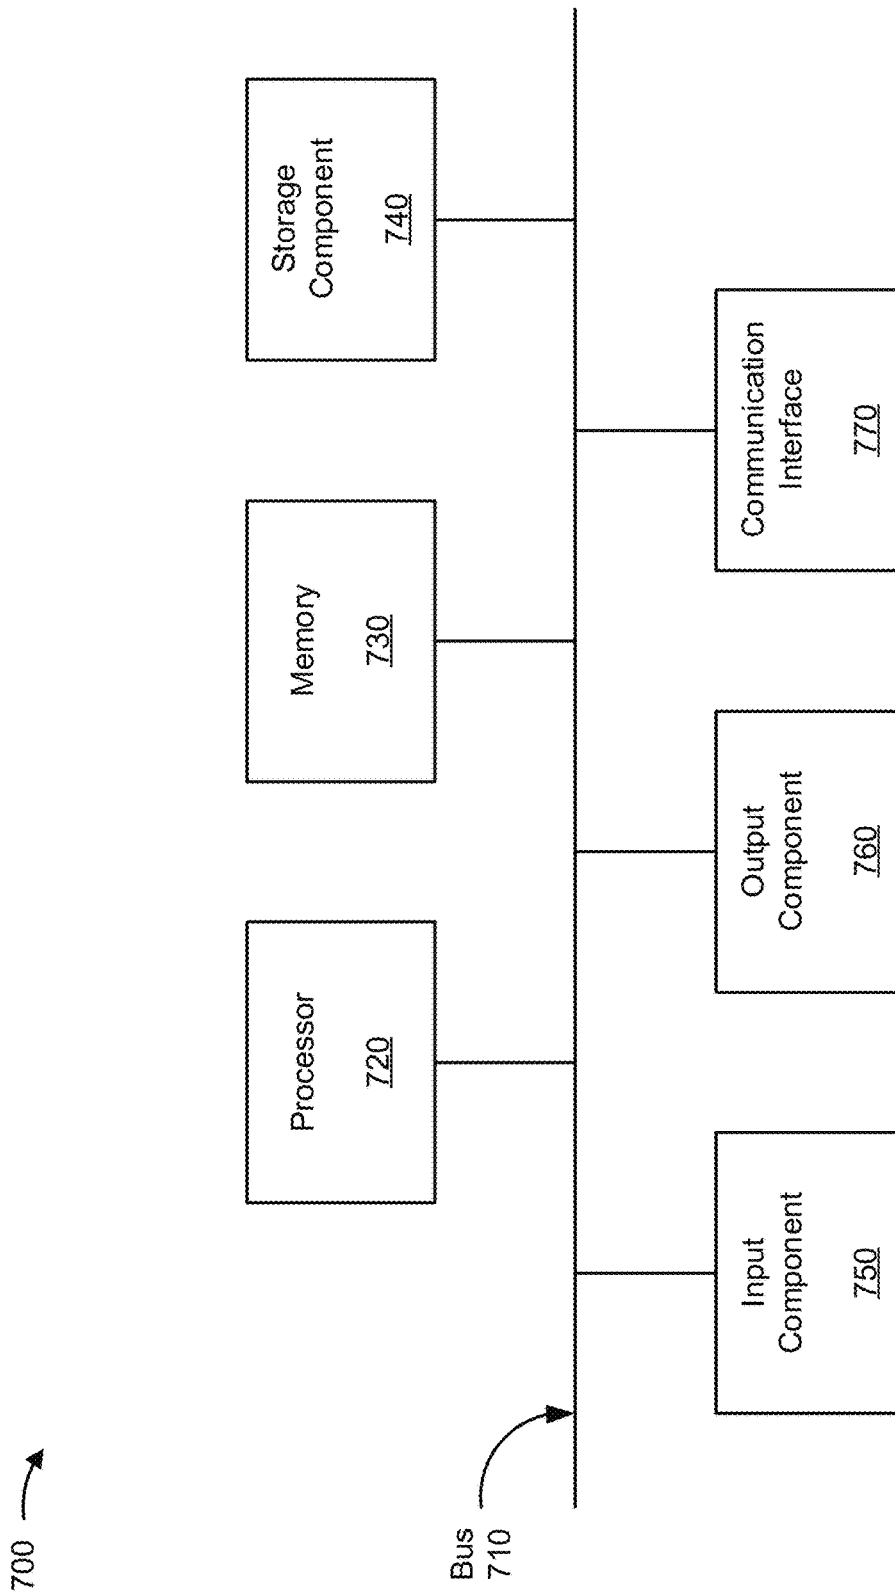 700
Bus
710
Processor
720
Memory
730
Storage
Component
740
Input
Component
750
Output
Component
760
Communication
Interface
770